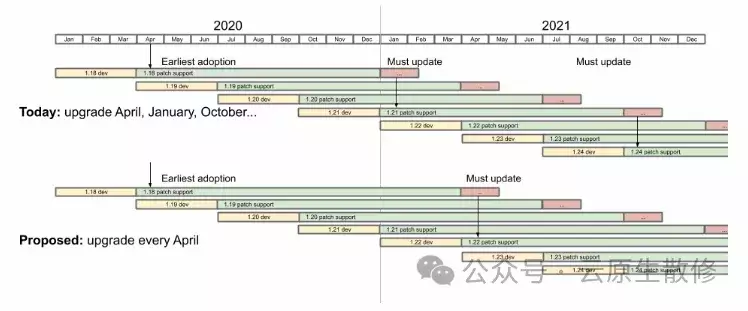 2020 2021
Jan Feb Mar Apr May Jun Jul Aug Sep Oct Nov Dec Jan Feb Mar Apr May Jun Jul Aug Sep Oct Nov Dec
Earliest adoption Must update Must update
1.18 dev 1.18 patch support ...
1.19 dev 1.19 patch support ...
1.20 dev 1.20 patch support ...
Today: upgrade April, January, October... 1.21 dev 1.21 patch support ...
1.22 dev 1.22 patch support ...
1.23 dev 1.23 patch support
1.24 dev 1.24 patch support
Earliest adoption Must update
1.18 dev 1.18 patch support ...
1.19 dev 1.19 patch support ...
1.20 dev 1.20 patch support ...
1.21 dev 1.21 patch support ...
Proposed: upgrade every April 1.22 dev 1.22 patch support
1.23 dev 1.23 patch support
1.24 dev 1.24 patch support
公众号 云原生散修